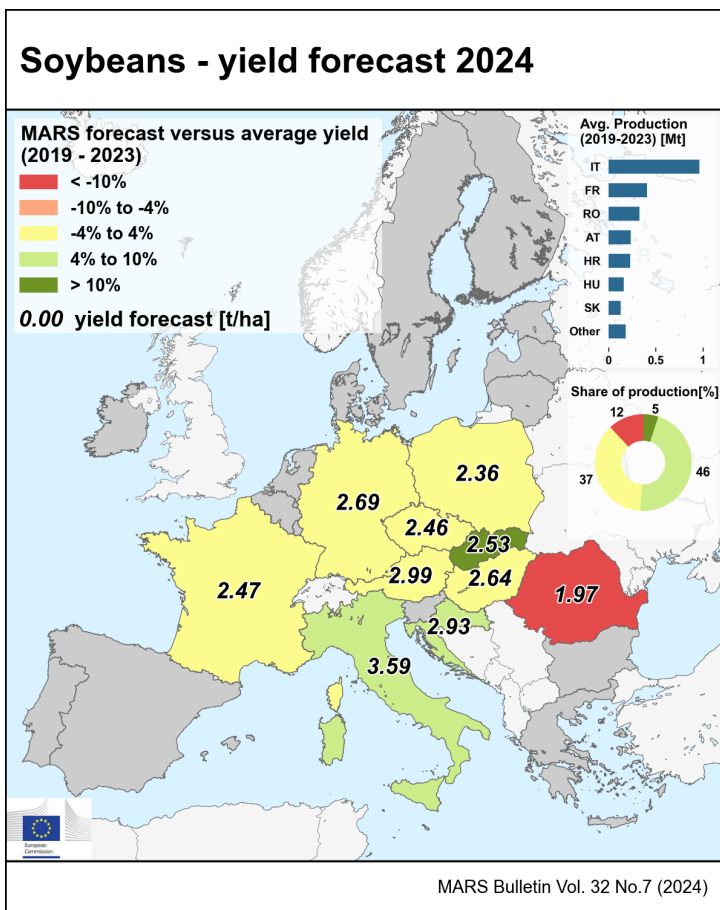 Soybeans - yield forecast 2024
MARS forecast versus average yield
(2019 - 2023)
< -10%
-10% to -4%
-4% to 4%
4% to 10%
> 10%
0.00 yield forecast [t/ha]
Avg. Production
(2019-2023) [Mt]
IT
FR
RO
AT
HR
HU
SK
Other
0 0.5 1
Share of production[%]
12 5
37 46
2.36
2.69
2.46
2.53
2.99
2.64
2.47
1.97
2.93
3.59
European
Commission
MARS Bulletin Vol. 32 No.7 (2024)